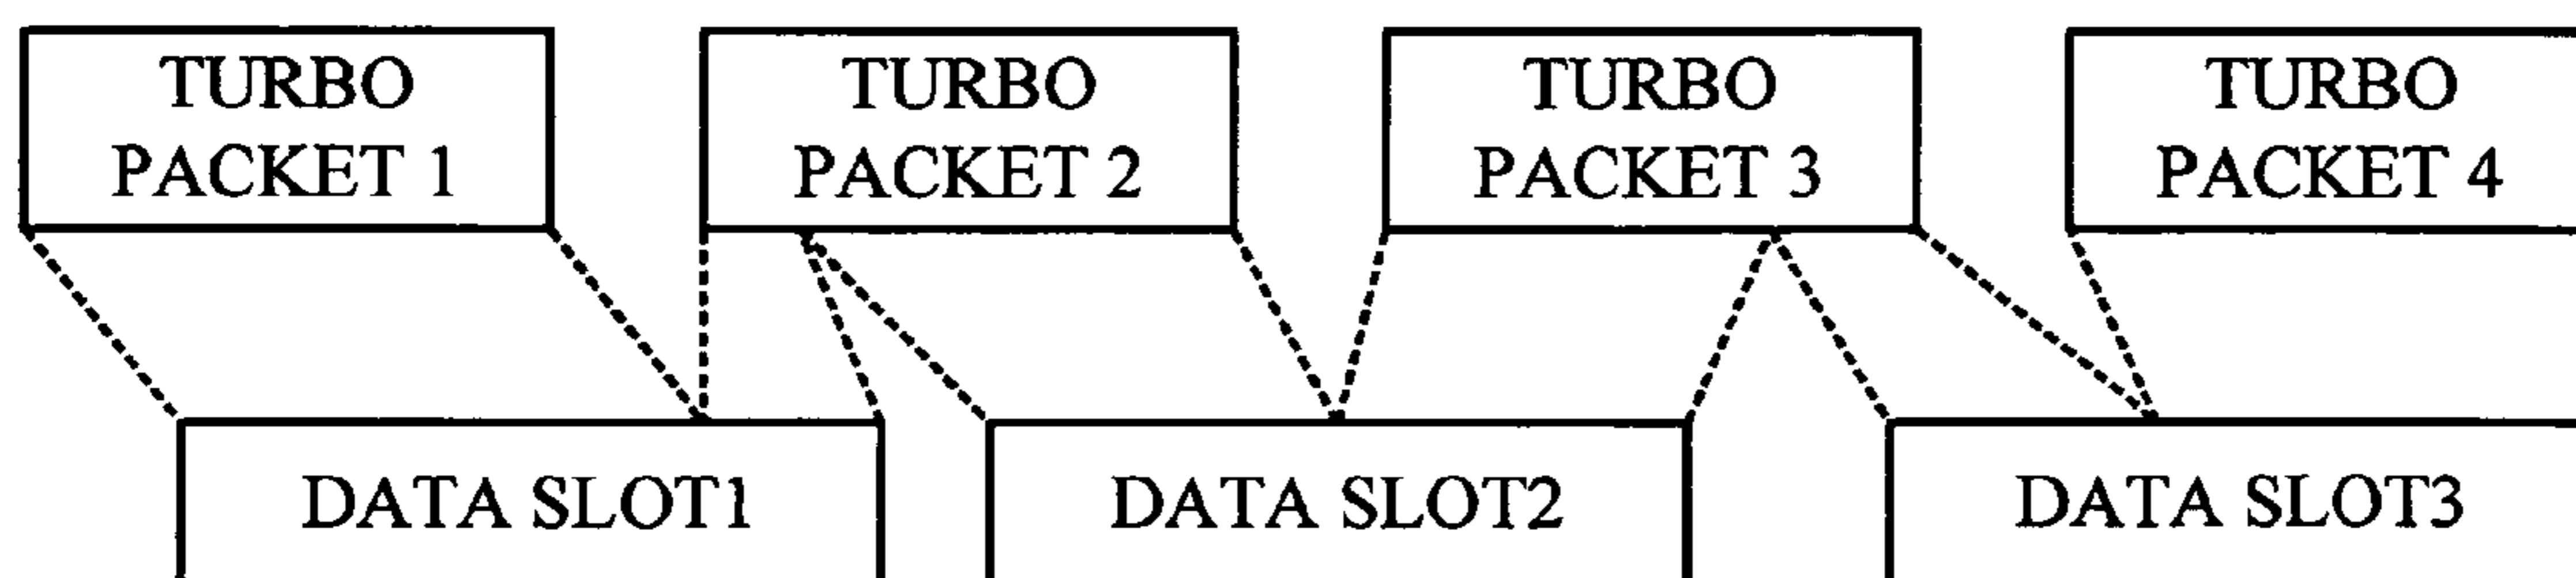 TURBO
PACKET 1
TURBO
PACKET 2
TURBO
PACKET 3
TURBO
PACKET 4
DATA SLOT1
DATA SLOT2
DATA SLOT3